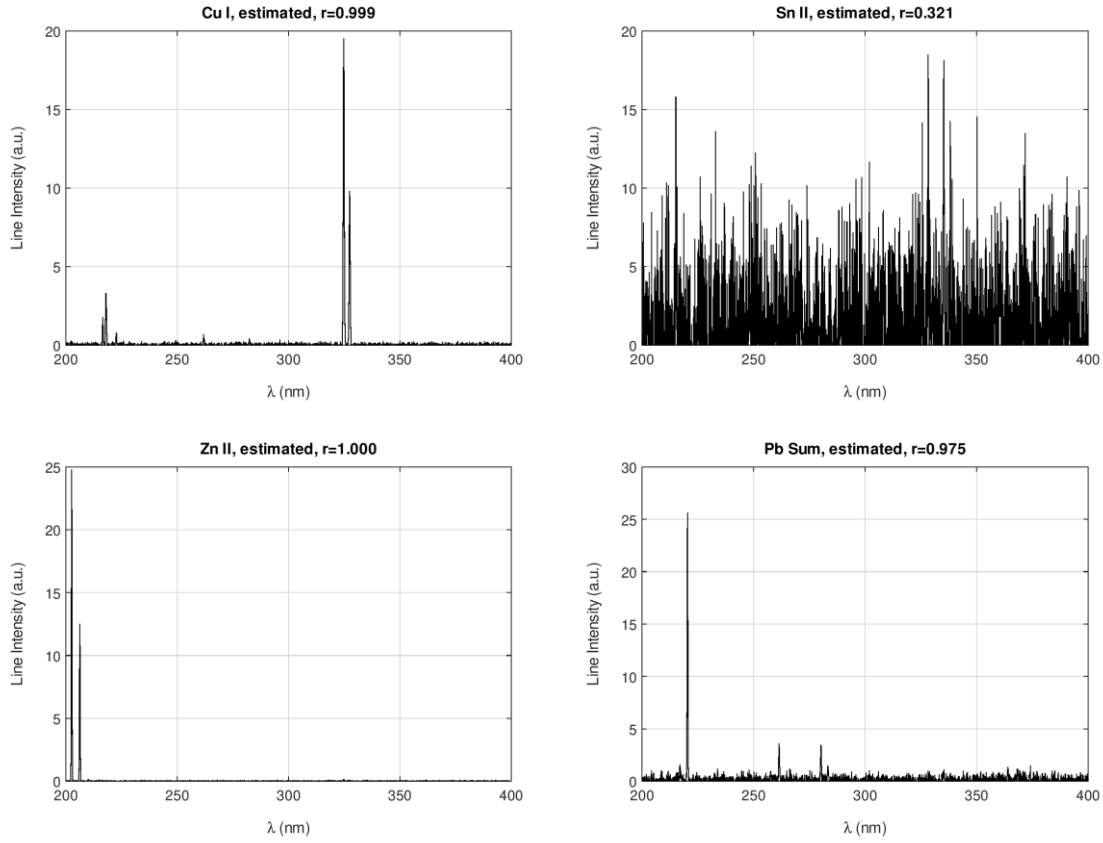 Cu I, estimated, r=0.999
20
15
10
5
0
Line Intensity (a.u.)
200 250 300 350 400
λ (nm)
Sn II, estimated, r=0.321
20
15
10
5
0
Line Intensity (a.u.)
200 250 300 350 400
λ (nm)
Zn II, estimated, r=1.000
25
20
15
10
5
0
Line Intensity (a.u.)
200 250 300 350 400
λ (nm)
Pb Sum, estimated, r=0.975
30
25
20
15
10
5
0
Line Intensity (a.u.)
200 250 300 350 400
λ (nm)